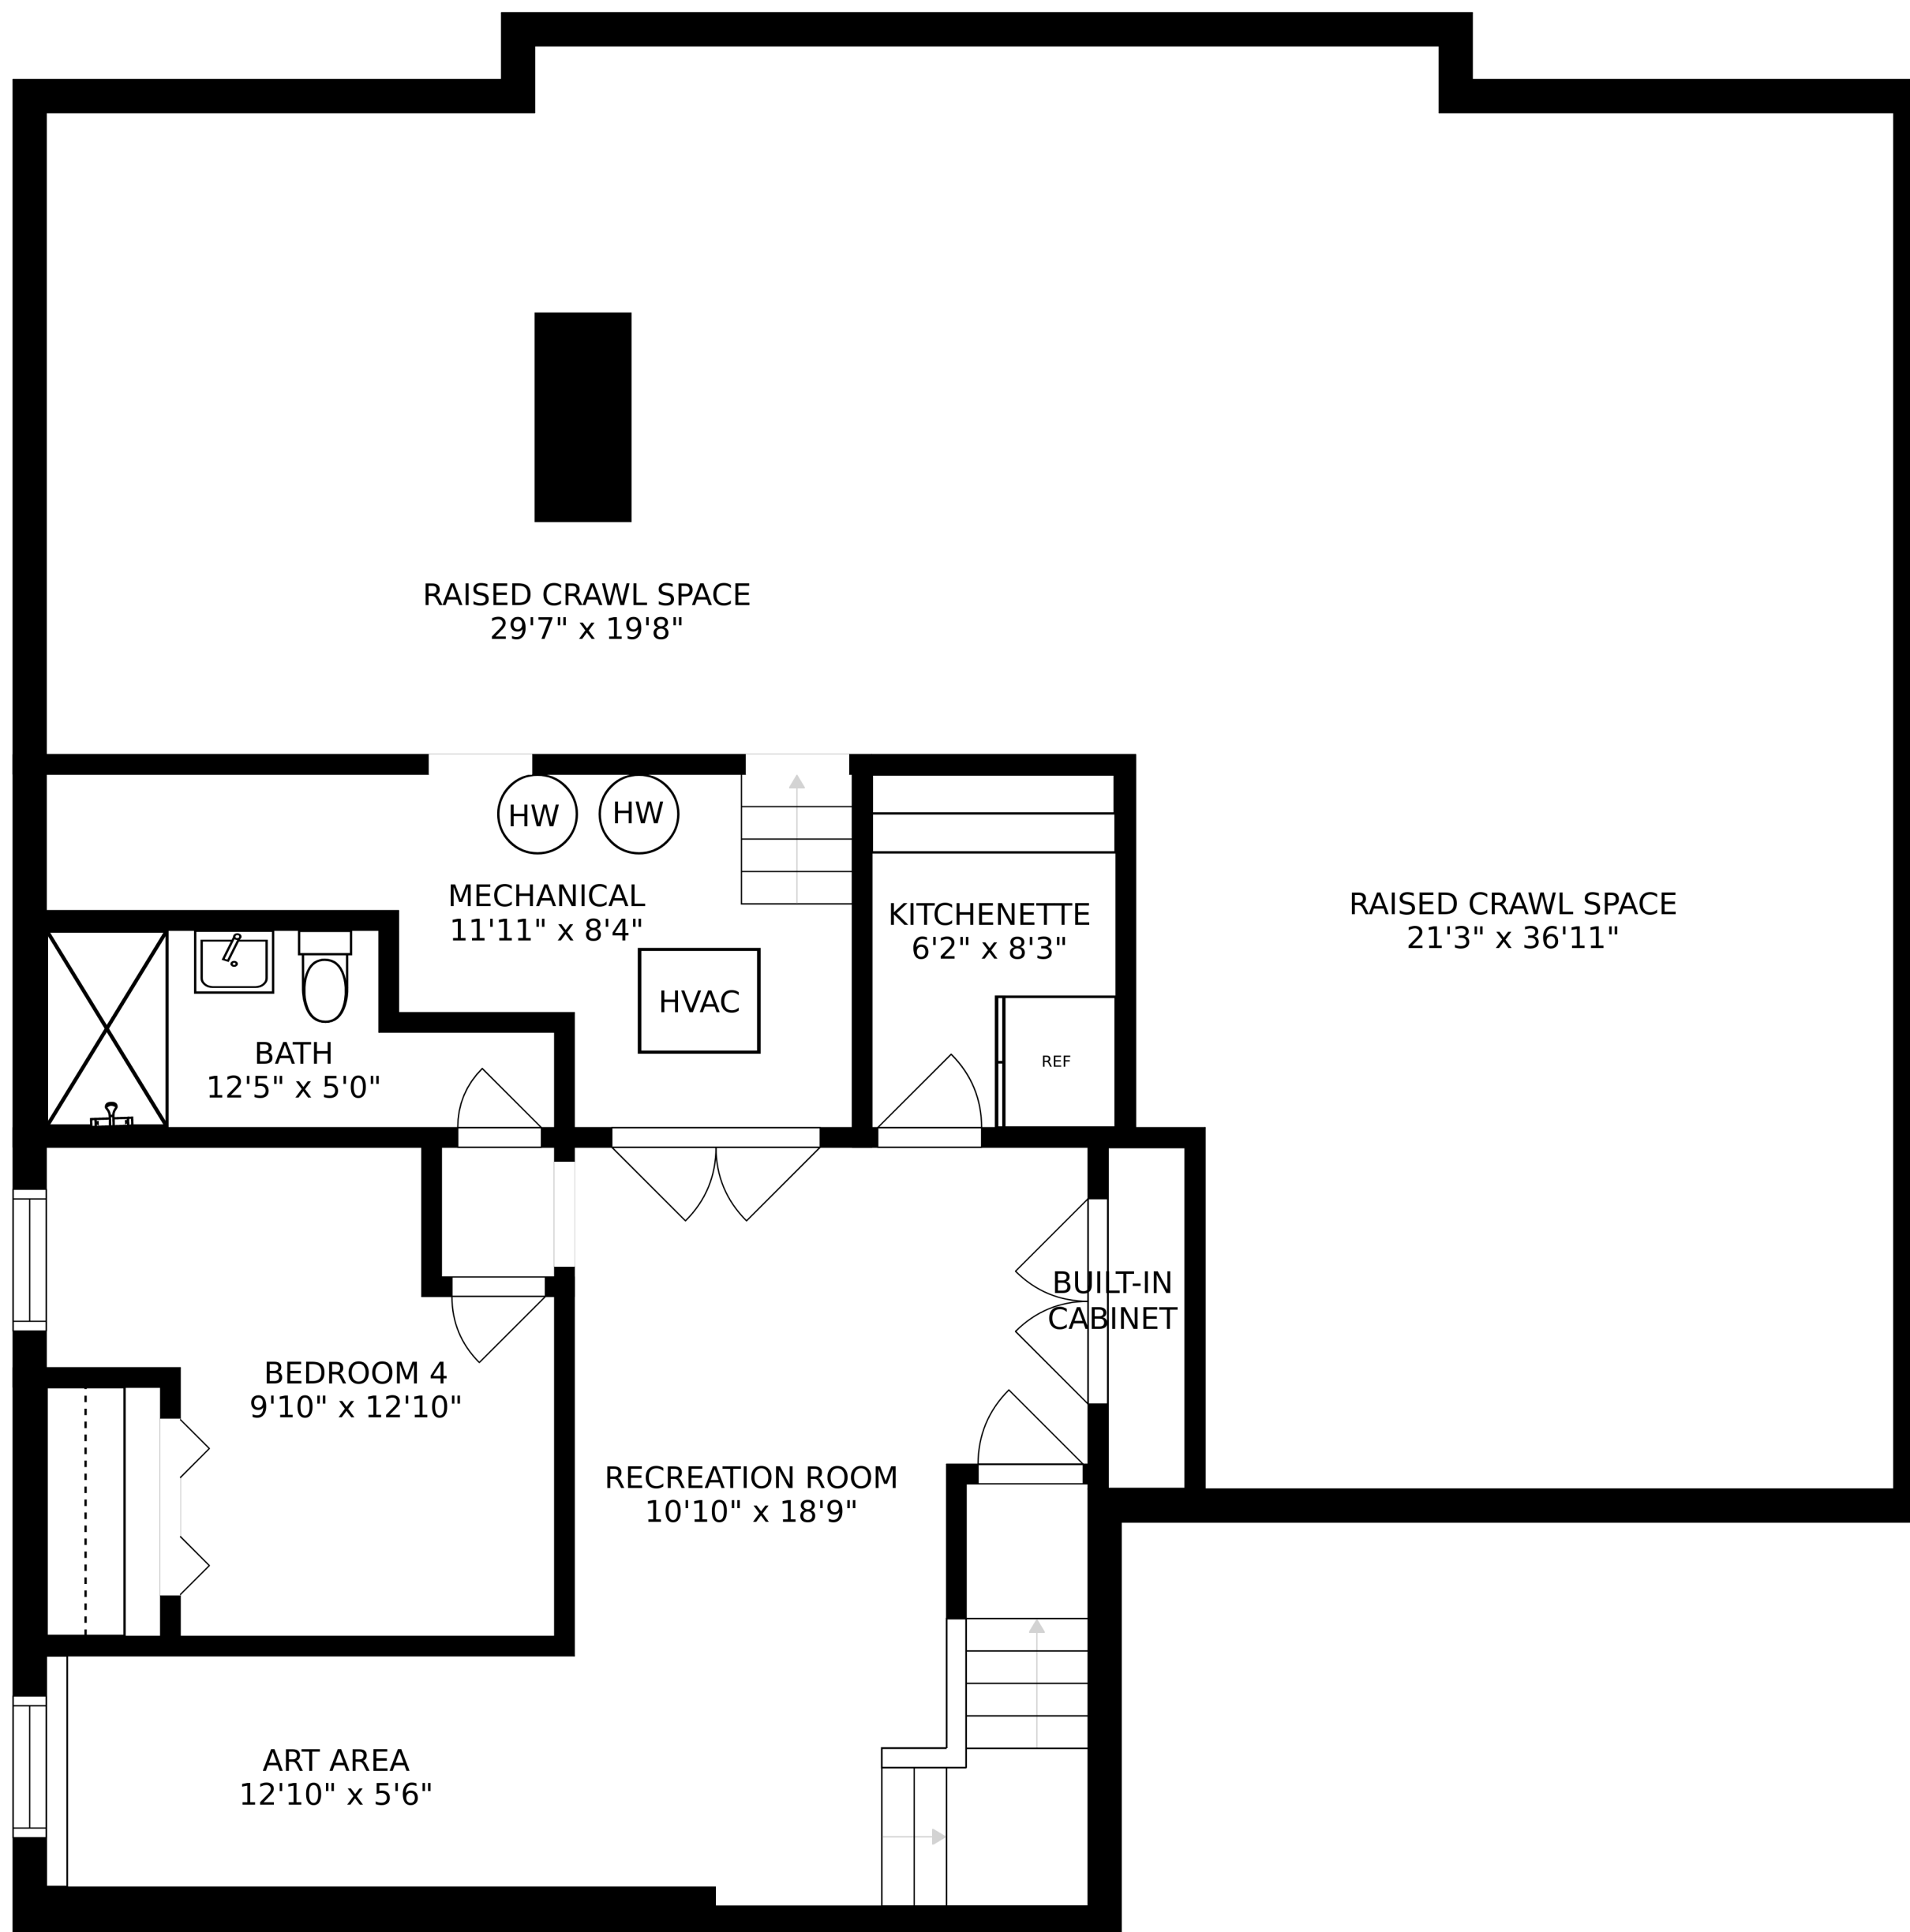 RAISED CRAWL SPACE
29'7" x 19'8"
HW
HW
MECHANICAL
11'11" x 8'4"
KITCHENETTE
6'2" x 8'3"
RAISED CRAWL SPACE
21'3" x 36'11"
HVAC
BATH
12'5" x 5'0"
REF
BUILT-IN
CABINET
BEDROOM 4
9'10" x 12'10"
RECREATION ROOM
10'10" x 18'9"
ART AREA
12'10" x 5'6"